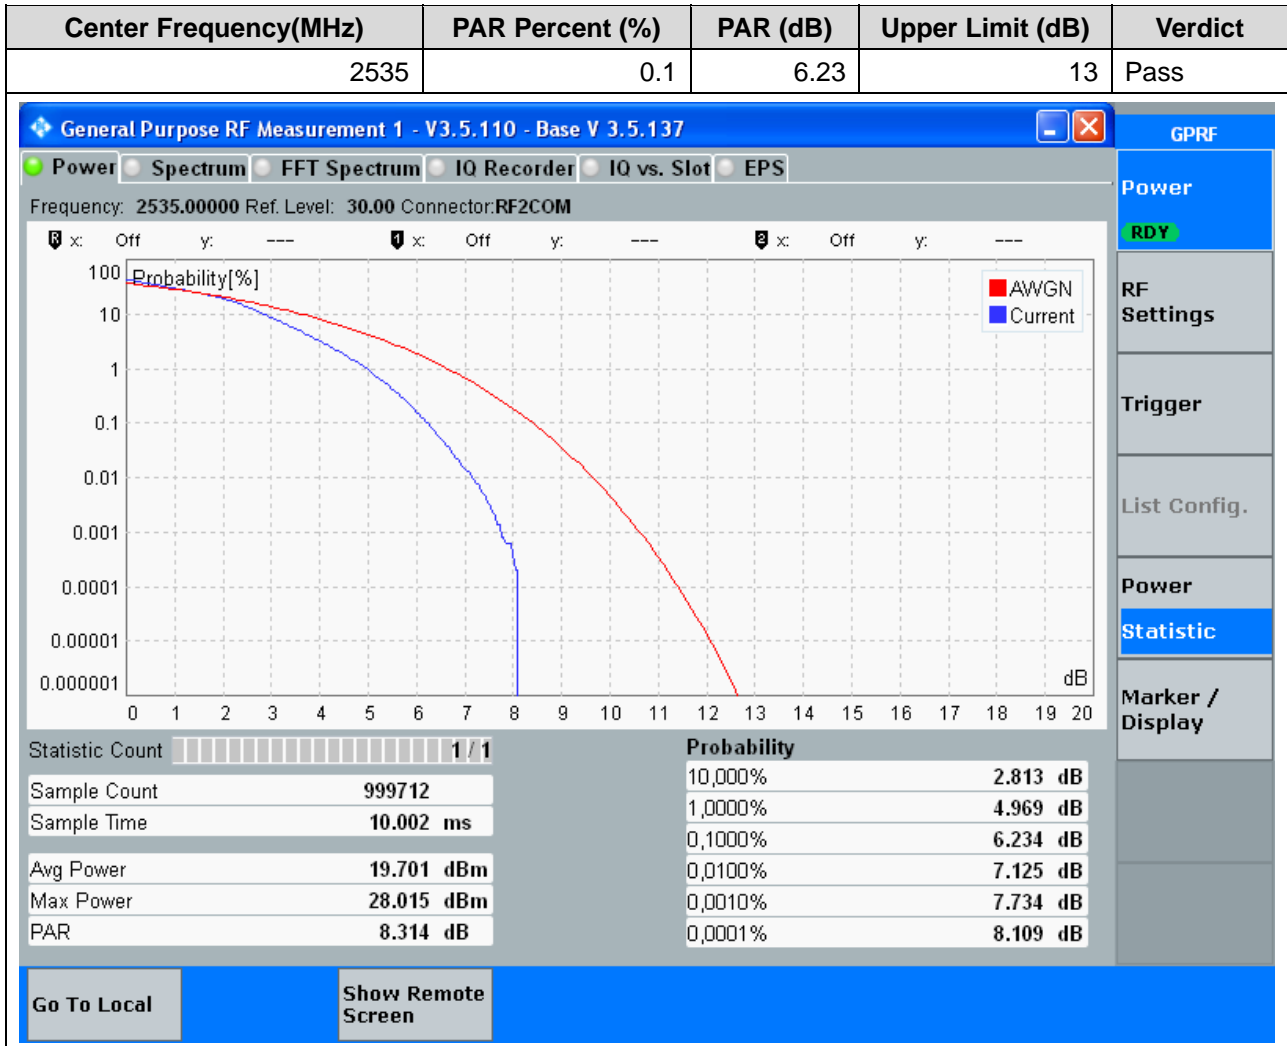 Center Frequency(MHz) PAR Percent (%) PAR (dB) Upper Limit (dB) Verdict
2535 0.1 6.23 13 Pass
General Purpose RF Measurement 1 - V3.5.110 - Base V 3.5.137
GPRF
Power Spectrum FFT Spectrum IQ Recorder IQ vs. Slot EPS
Power
RDY
Frequency: 2535.00000 Ref. Level: 30.00 Connector:RF2COM
R x: Off y: --- 1 x: Off y: --- 2 x: Off y: ---
100 Probability[%]
AWGN
Current
10
1
0.1
0.01
0.001
0.0001
0.00001
0.000001
dB
0 1 2 3 4 5 6 7 8 9 10 11 12 13 14 15 16 17 18 19 20
RF
Settings
Trigger
List Config.
Power
Statistic
Marker /
Display
Statistic Count 1 / 1
Sample Count 999712
Sample Time 10.002 ms
Avg Power 19.701 dBm
Max Power 28.015 dBm
PAR 8.314 dB
Probability
10,000% 2.813 dB
1,0000% 4.969 dB
0,1000% 6.234 dB
0,0100% 7.125 dB
0,0010% 7.734 dB
0,0001% 8.109 dB
Go To Local
Show Remote
Screen